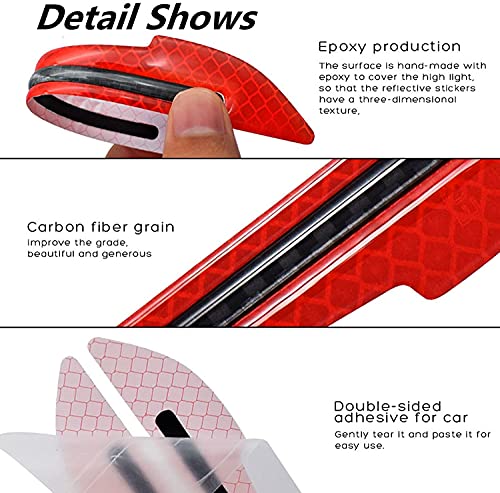 Detail Shows
Epoxy production
The surface is hand-made with
epoxy to cover the high light,
so that the reflective stickers
have a three-dimensional
texture,
Carbon fiber grain
Improve the grade,
beautiful and generous
Double-sided
adhesive for car
Gently tear it and paste it for
easy use.